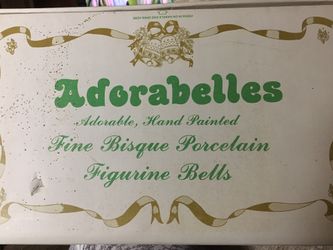 Adorabelles
Adorable, Hand Painted
Fine Bisque Porcelain
Figurine Bells